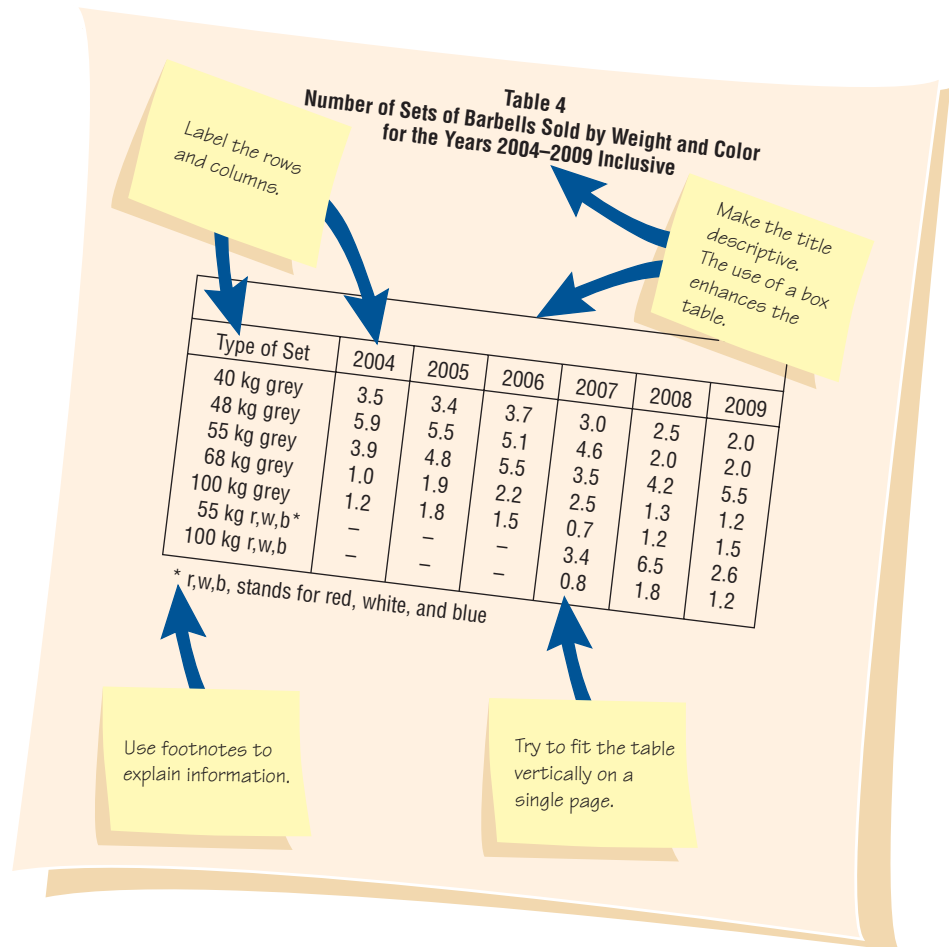 Table 4
Number of Sets of Barbells Sold by Weight and Color
for the Years 2004–2009 Inclusive
Label the rows
and columns.
Make the title
descriptive.
The use of a box
enhances the
table.
Type of Set 2004 2005 2006 2007 2008 2009
40 kg grey 3.5 3.4 3.7 3.0 2.5 2.0
48 kg grey 5.9 5.5 5.1 4.6 2.0 2.0
55 kg grey 3.9 4.8 5.5 3.5 4.2 5.5
68 kg grey 1.0 1.9 2.2 2.5 1.3 1.2
100 kg grey 1.2 1.8 1.5 0.7 1.2 1.5
55 kg r,w,b* – – – 3.4 6.5 2.6
100 kg r,w,b – – – 0.8 1.8 1.2
* r,w,b, stands for red, white, and blue
Use footnotes to
explain information.
Try to fit the table
vertically on a
single page.